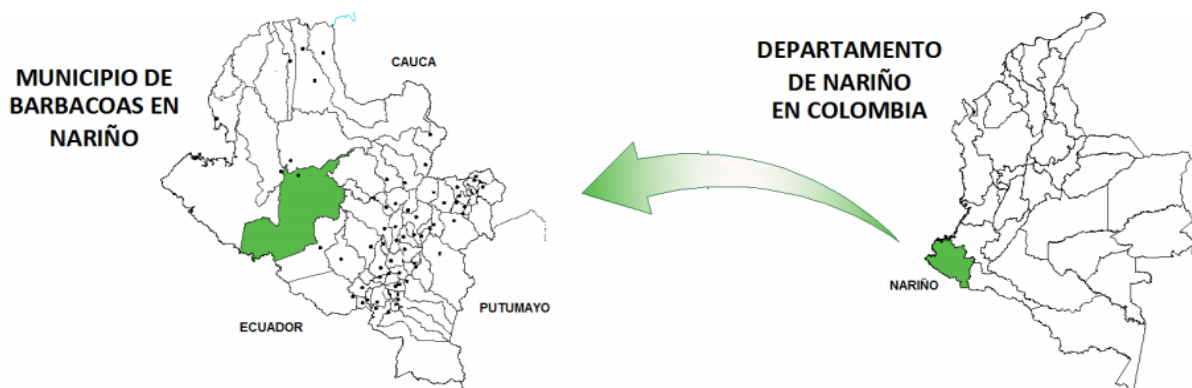 MUNICIPIO DE
BARBACOAS EN
NARIÑO
CAUCA
PUTUMAYO
ECUADOR
DEPARTAMENTO
DE NARIÑO
EN COLOMBIA
NARIÑO